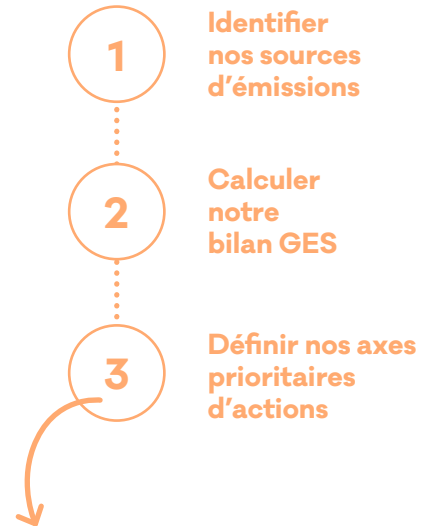 1
Identifier
nos sources
d’émissions
2
Calculer
notre
bilan GES
3
Définir nos axes
prioritaires
d’actions